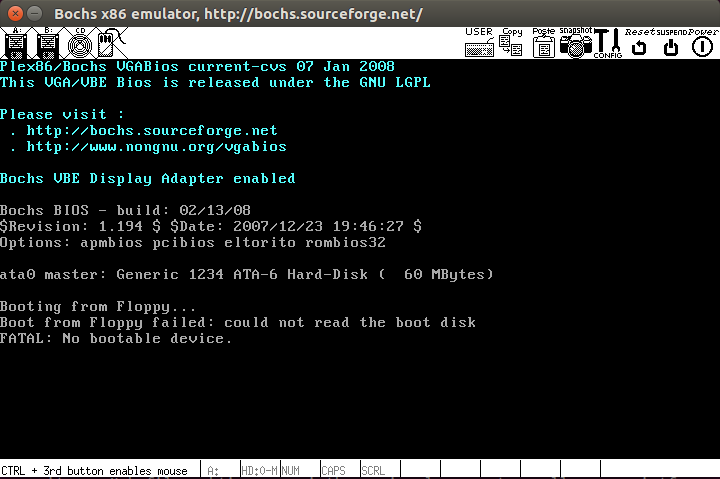 Bochs x86 emulator, http://bochs.sourceforge.net/
A: B: CD USER Copy Paste snapshot CONFIG Reset SUSPEND Power
Plex86/Bochs VGABios current-cvs 07 Jan 2008
This VGA/VBE Bios is released under the GNU LGPL
Please visit :
. http://bochs.sourceforge.net
. http://www.nongnu.org/vgabios
Bochs VBE Display Adapter enabled
Bochs BIOS - build: 02/13/08
$Revision: 1.194 $ $Date: 2007/12/23 19:46:27 $
Options: apmbios pcibios eltorito rombios32
ata0 master: Generic 1234 ATA-6 Hard-Disk (  60 MBytes)
Booting from Floppy...
Boot from Floppy failed: could not read the boot disk
FATAL: No bootable device.
CTRL + 3rd button enables mouse A: HD:0-M NUM CAPS SCRL